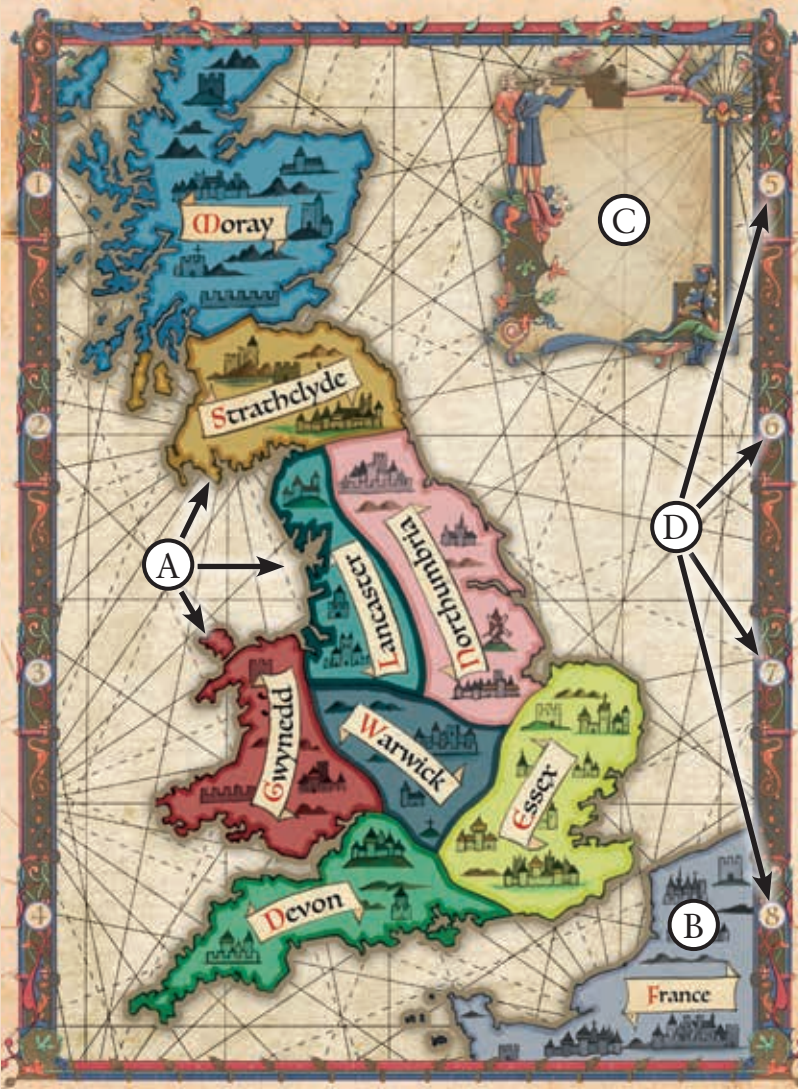 1
5
C
Moray
Strathclyde
2
6
D
A
Lancaster
Northumbria
3
7
Gwynedd
Warwick
Essex
Devon
4
B
8
France